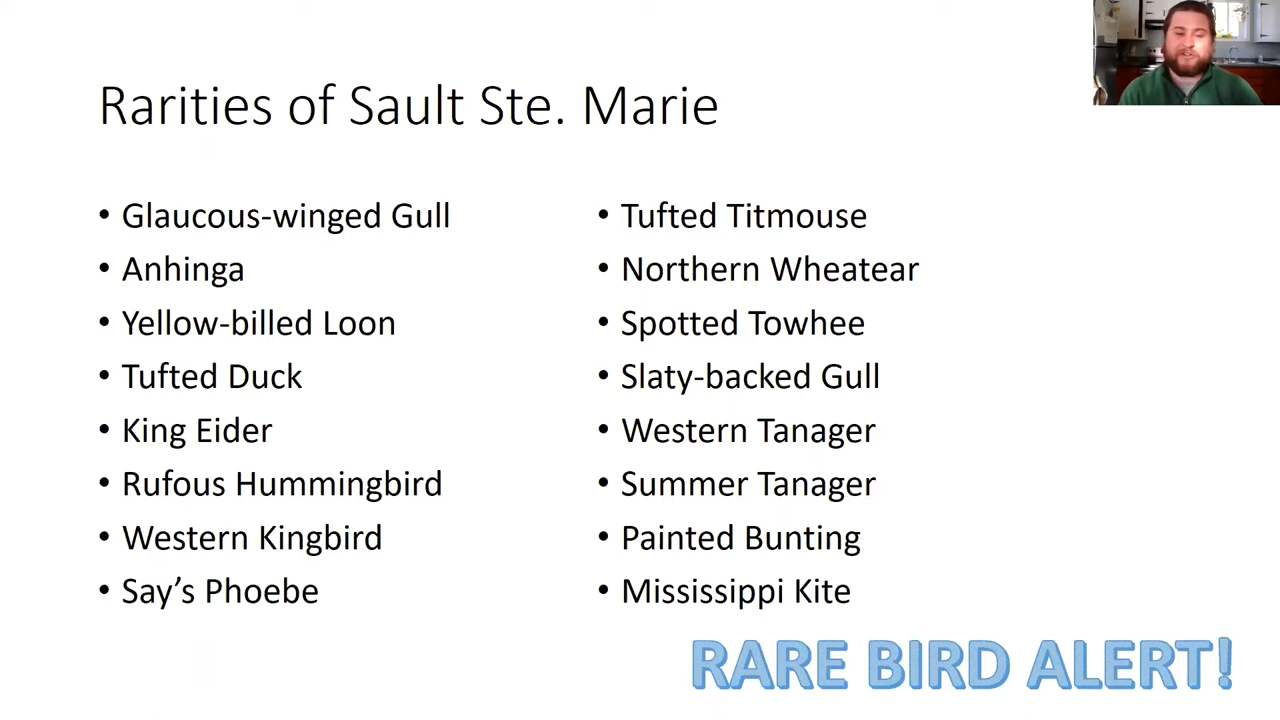 Rarities of Sault Ste. Marie
• Glaucous-winged Gull
• Anhinga
• Yellow-billed Loon
• Tufted Duck
• King Eider
• Rufous Hummingbird
• Western Kingbird
• Say’s Phoebe
• Tufted Titmouse
• Northern Wheatear
• Spotted Towhee
• Slaty-backed Gull
• Western Tanager
• Summer Tanager
• Painted Bunting
• Mississippi Kite
RARE BIRD ALERT!